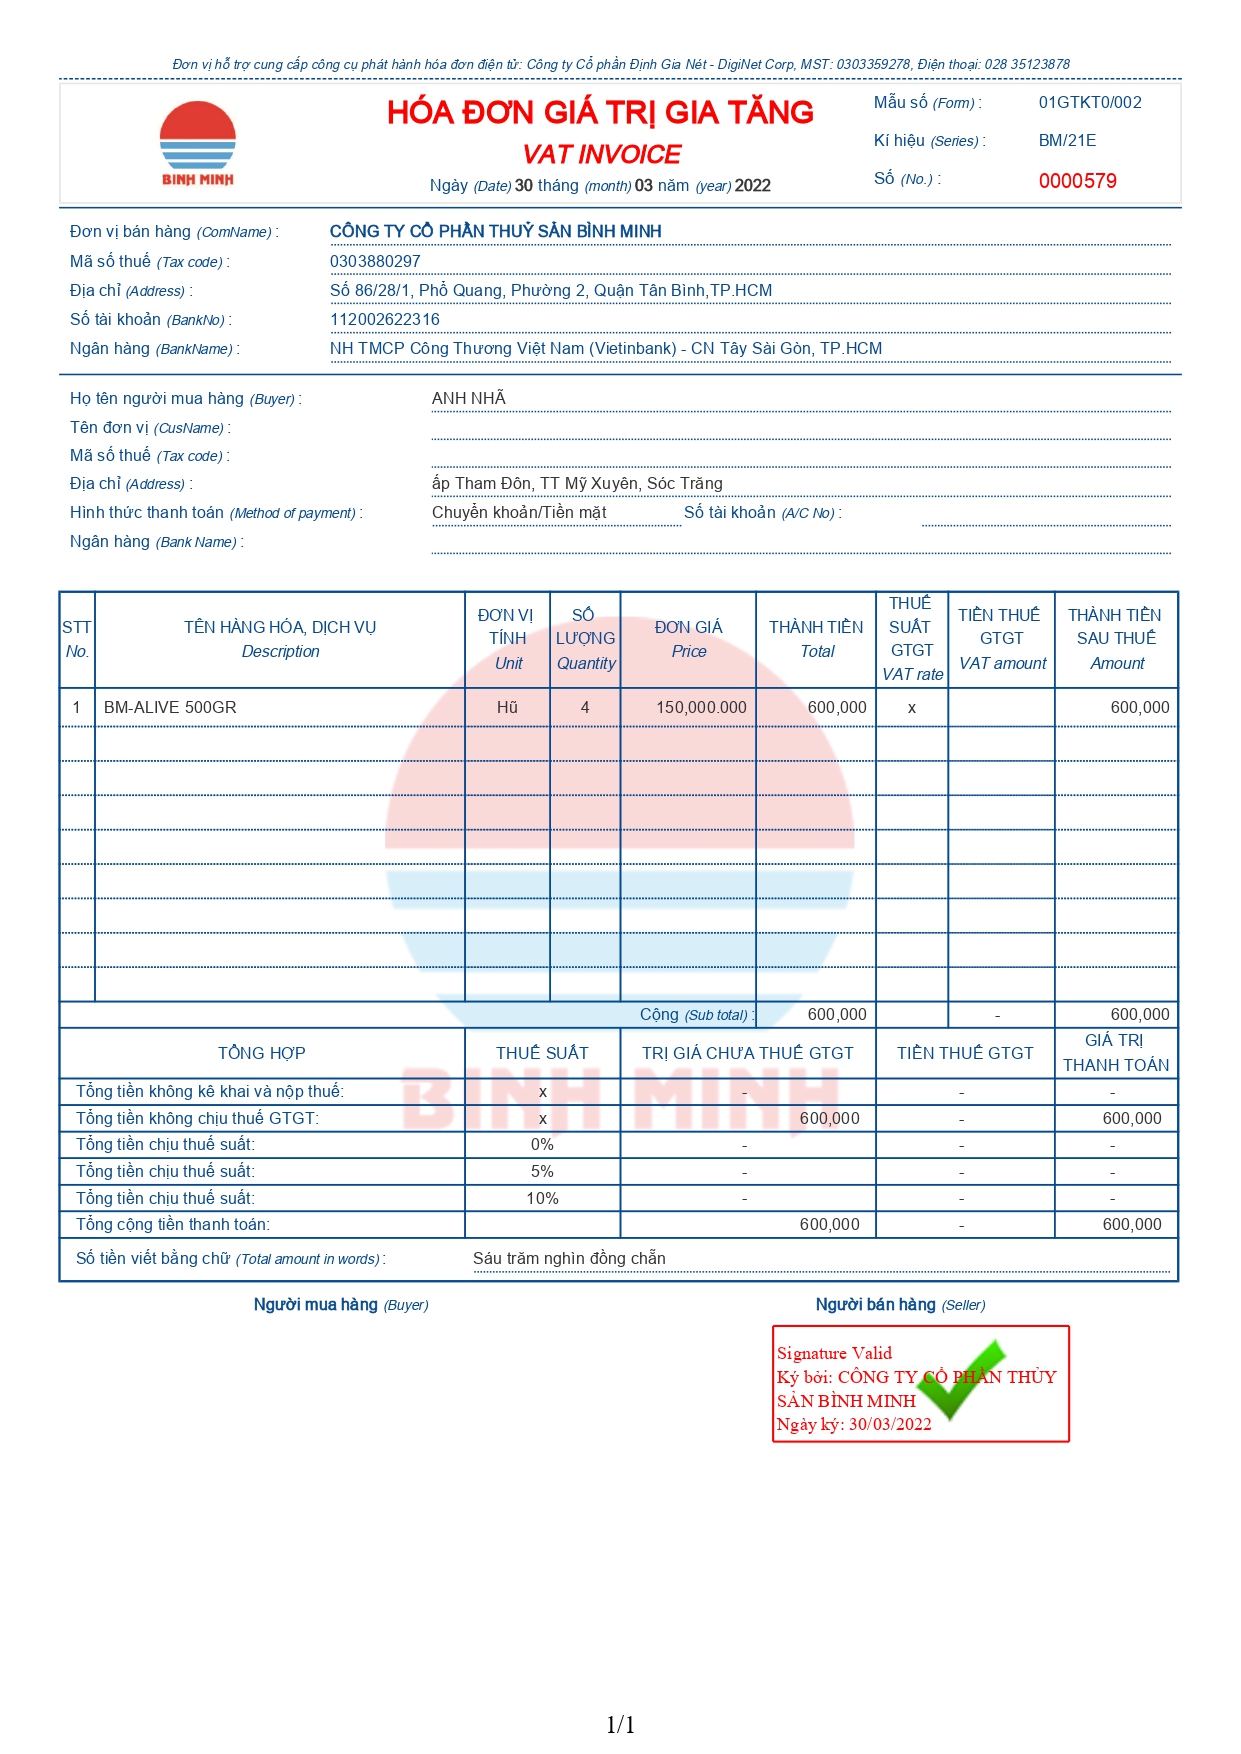 Đơn vị hỗ trợ cung cấp công cụ phát hành hóa đơn điện tử: Công ty Cổ phần Định Gia Nét - DigiNet Corp, MST: 0303359278, Điện thoại: 028 35123878
BINH MINH
HÓA ĐƠN GIÁ TRỊ GIA TĂNG
VAT INVOICE
Ngày (Date) 30 tháng (month) 03 năm (year) 2022
Mẫu số (Form) : 01GTKT0/002
Kí hiệu (Series) : BM/21E
Số (No.) : 0000579
Đơn vị bán hàng (ComName) : CÔNG TY CỔ PHẦN THUỶ SẢN BÌNH MINH
Mã số thuế (Tax code) : 0303880297
Địa chỉ (Address) : Số 86/28/1, Phổ Quang, Phường 2, Quận Tân Bình,TP.HCM
Số tài khoản (BankNo) : 112002622316
Ngân hàng (BankName) : NH TMCP Công Thương Việt Nam (Vietinbank) - CN Tây Sài Gòn, TP.HCM
Họ tên người mua hàng (Buyer) : ANH NHÃ
Tên đơn vị (CusName) :
Mã số thuế (Tax code) :
Địa chỉ (Address) : ấp Tham Đôn, TT Mỹ Xuyên, Sóc Trăng
Hình thức thanh toán (Method of payment) : Chuyển khoản/Tiền mặt Số tài khoản (A/C No) :
Ngân hàng (Bank Name) :
STT No. TÊN HÀNG HÓA, DỊCH VỤ Description ĐƠN VỊ TÍNH Unit SỐ LƯỢNG Quantity ĐƠN GIÁ Price THÀNH TIỀN Total THUẾ SUẤT GTGT VAT rate TIỀN THUẾ GTGT VAT amount THÀNH TIỀN SAU THUẾ Amount
1 BM-ALIVE 500GR Hũ 4 150,000.000 600,000 x 600,000
Cộng (Sub total) : 600,000 - 600,000
TỔNG HỢP THUẾ SUẤT TRỊ GIÁ CHƯA THUẾ GTGT TIỀN THUẾ GTGT GIÁ TRỊ THANH TOÁN
BINH MINH
Tổng tiền không kê khai và nộp thuế: x - - -
Tổng tiền không chịu thuế GTGT: x 600,000 - 600,000
Tổng tiền chịu thuế suất: 0% - - -
Tổng tiền chịu thuế suất: 5% - - -
Tổng tiền chịu thuế suất: 10% - - -
Tổng cộng tiền thanh toán: 600,000 - 600,000
Số tiền viết bằng chữ (Total amount in words) : Sáu trăm nghìn đồng chẵn
Người mua hàng (Buyer) Người bán hàng (Seller)
Signature Valid
Ký bởi: CÔNG TY CỔ PHẦN THỦY
SẢN BÌNH MINH
Ngày ký: 30/03/2022
1/1